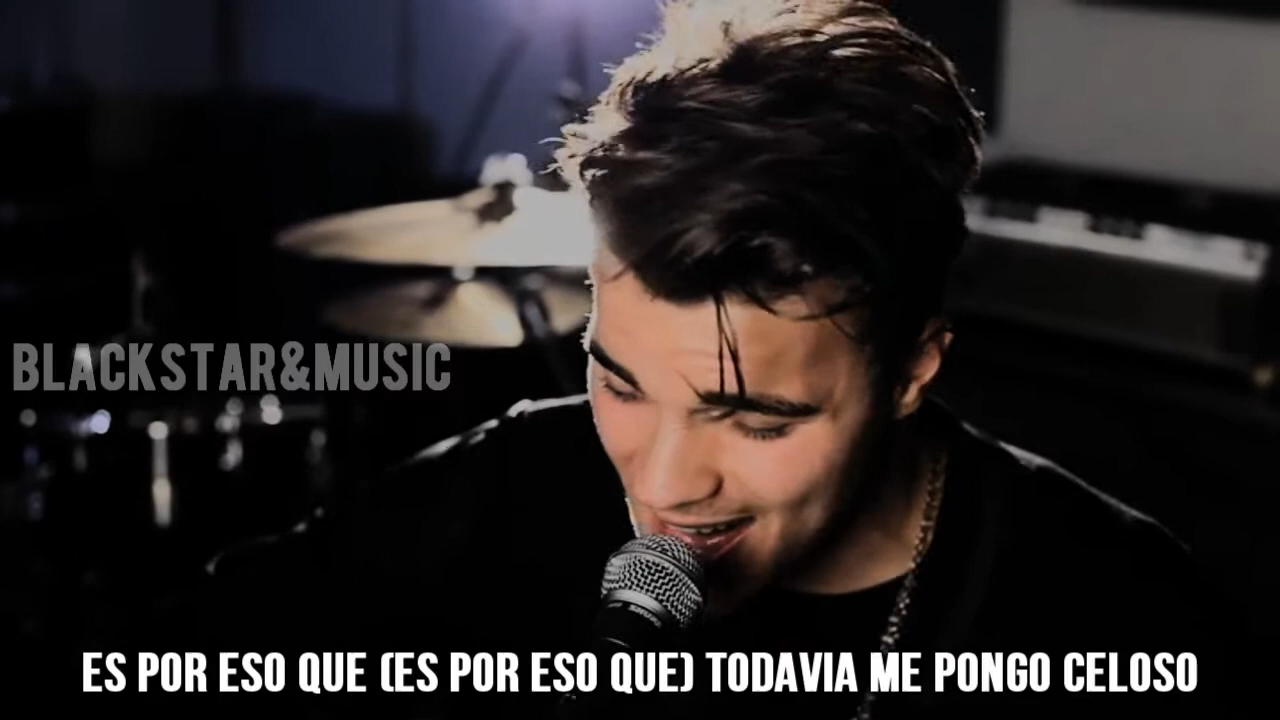 BLACKSTAR&MUSIC
ES POR ESO QUE (ES POR ESO QUE) TODAVIA ME PONGO CELOSO